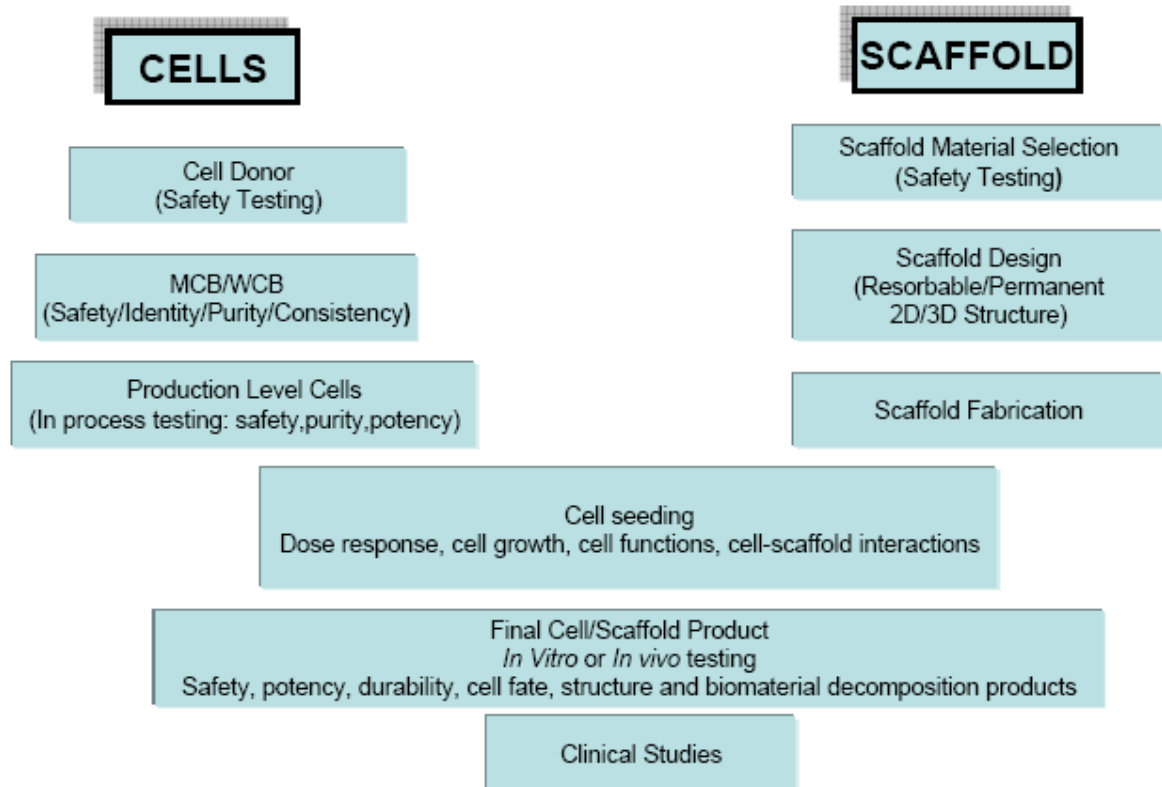 CELLS
Cell Donor
(Safety Testing)
MCB/WCB
(Safety/Identity/Purity/Consistency)
Production Level Cells
(In process testing: safety,purity,potency)
SCAFFOLD
Scaffold Material Selection
(Safety Testing)
Scaffold Design
(Resorbable/Permanent
2D/3D Structure)
Scaffold Fabrication
Cell seeding
Dose response, cell growth, cell functions, cell-scaffold interactions
Final Cell/Scaffold Product
In Vitro or In vivo testing
Safety, potency, durability, cell fate, structure and biomaterial decomposition products
Clinical Studies